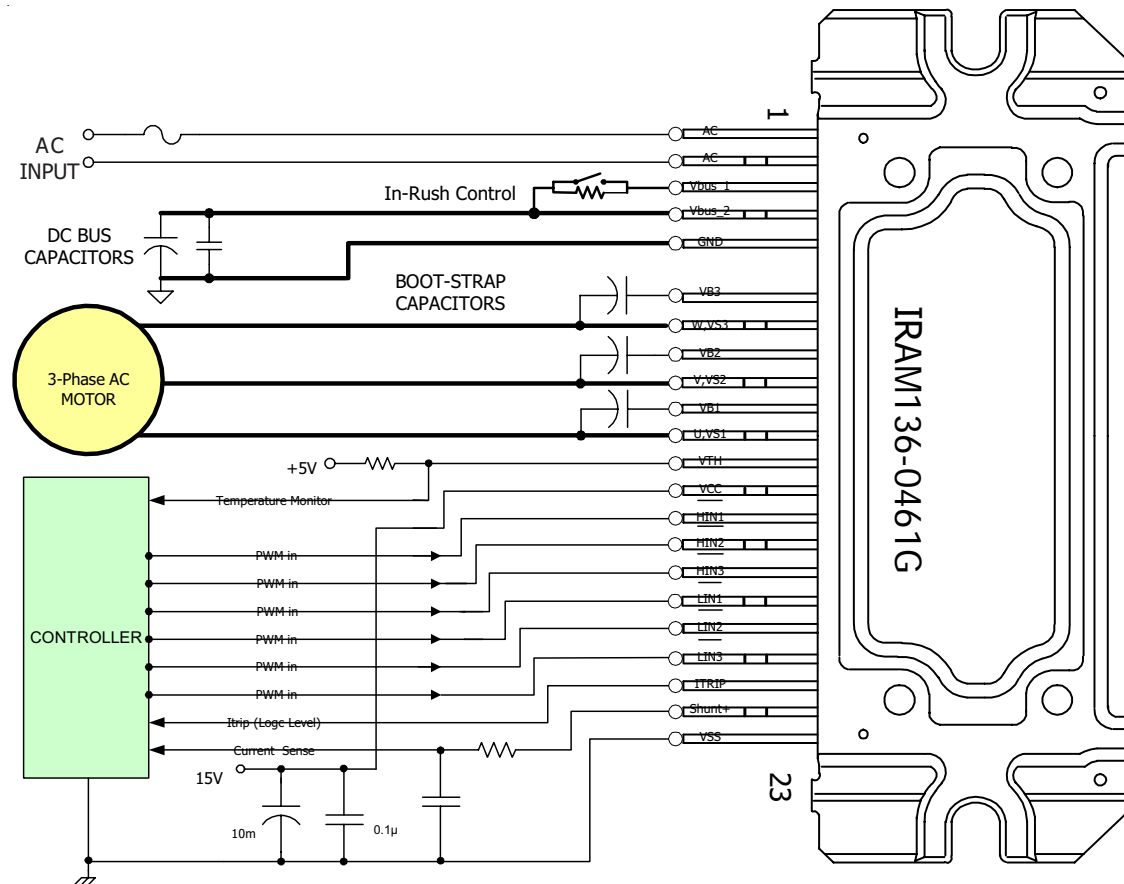 1
AC
INPUT
AC
AC
In-Rush Control
Vbus_1
Vbus_2
DC BUS
CAPACITORS
GND
BOOT-STRAP
CAPACITORS
VB3
W,VS3
VB2
3-Phase AC
MOTOR
V,VS2
VB1
U,VS1
IRAM136-0461G
+5V
VTH
Temperature Monitor
VCC
HIN1
HIN2
PWM in
HIN3
PWM in
LIN1
PWM in
LIN2
CONTROLLER
PWM in
LIN3
PWM in
ITRIP
PWM in
Shunt+
Itrip (Logc Level)
VSS
Current Sense
15V
23
10m
0.1µ